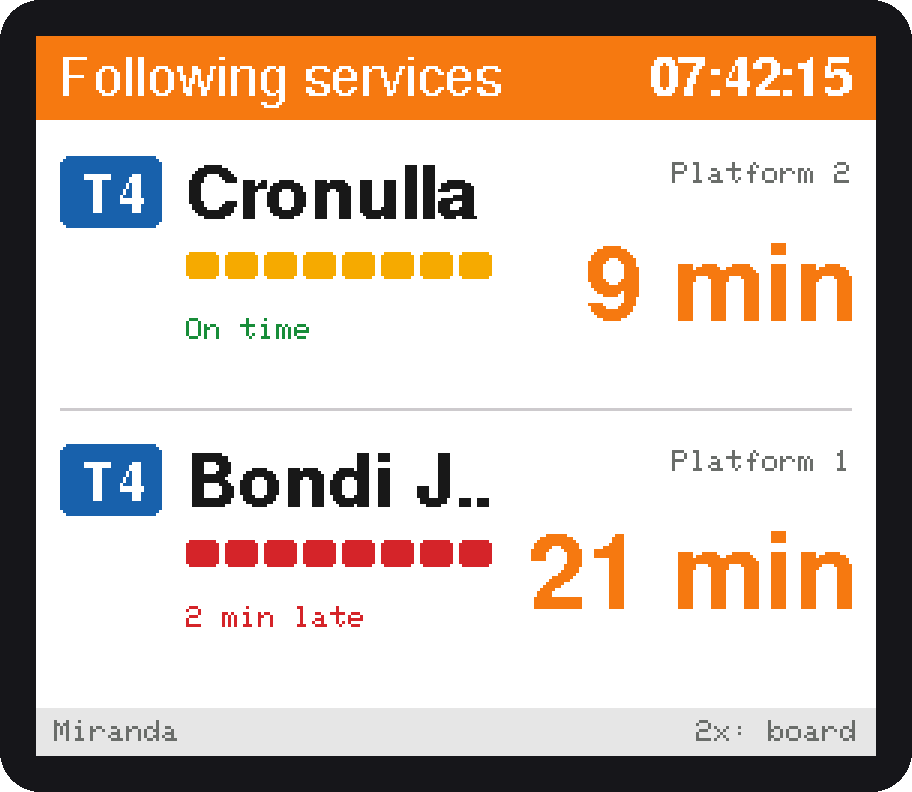 Following services 07:42:15
T4 Cronulla Platform 2
9 min
On time
T4 Bondi J.. Platform 1
21 min
2 min late
Miranda 2x: board